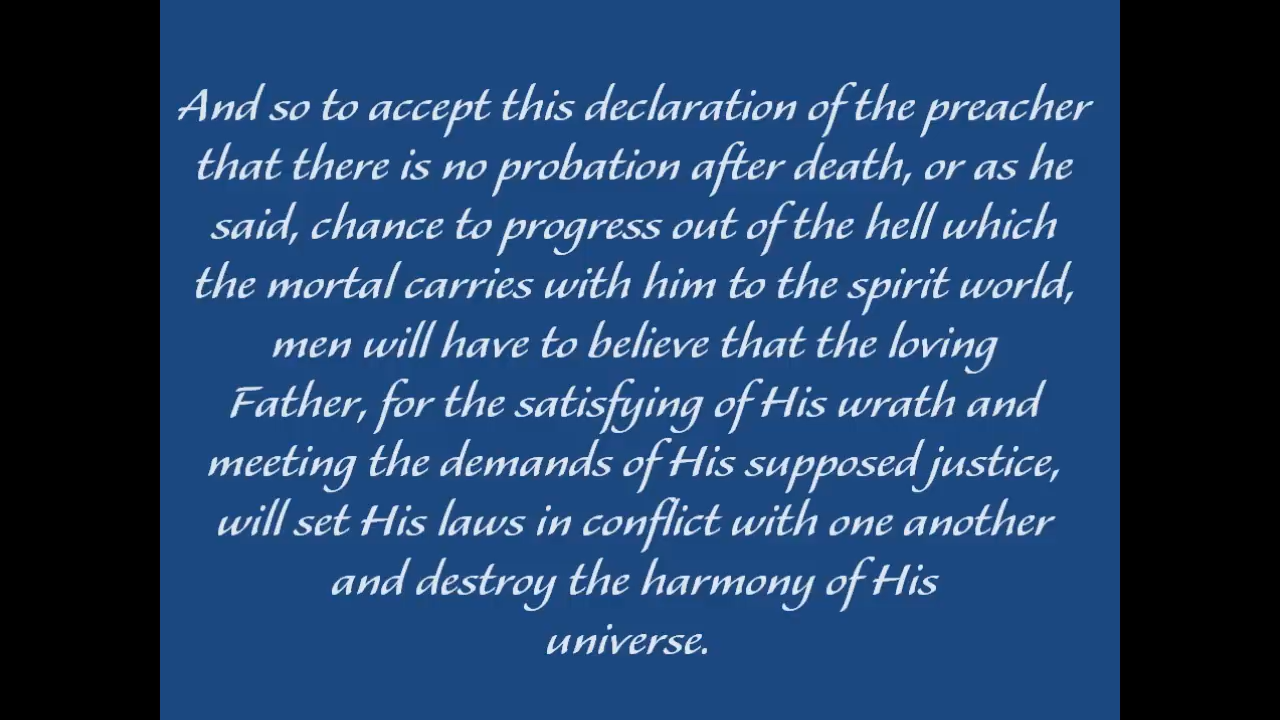 And so to accept this declaration of the preacher
that there is no probation after death, or as he
said, chance to progress out of the hell which
the mortal carries with him to the spirit world,
men will have to believe that the loving
Father, for the satisfying of His wrath and
meeting the demands of His supposed justice,
will set His laws in conflict with one another
and destroy the harmony of His
universe.